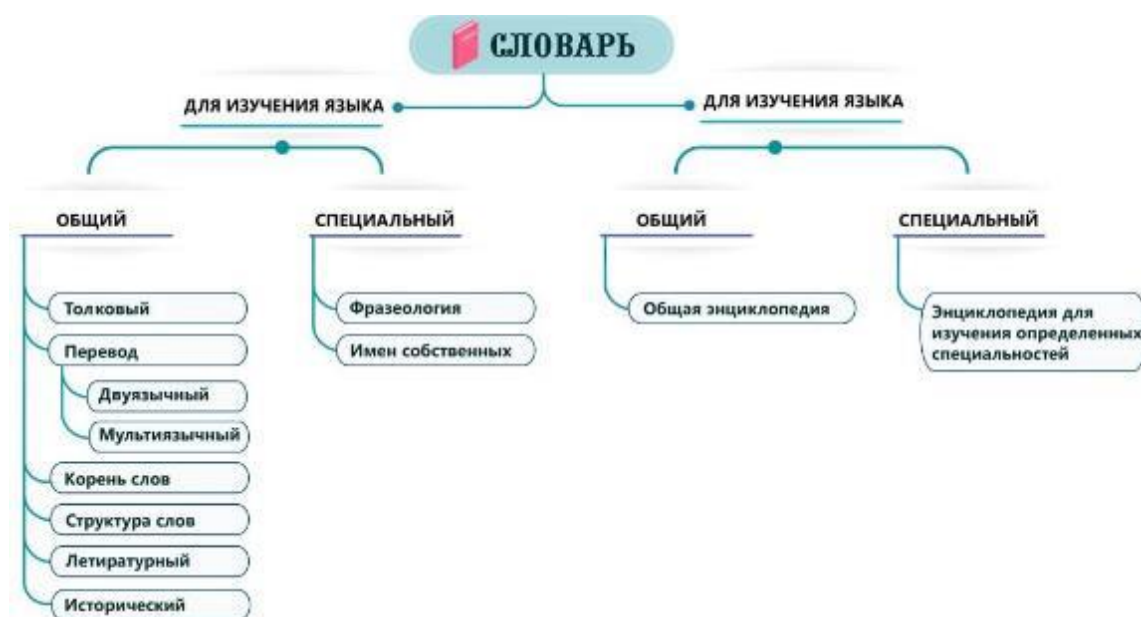 СЛОВАРЬ
ДЛЯ ИЗУЧЕНИЯ ЯЗЫКА
ДЛЯ ИЗУЧЕНИЯ ЯЗЫКА
ОБЩИЙ
СПЕЦИАЛЬНЫЙ
ОБЩИЙ
СПЕЦИАЛЬНЫЙ
Толковый
Перевод
Двуязычный
Мультиязычный
Корень слов
Структура слов
Летиратурный
Исторический
Фразеология
Имен собственных
Общая энциклопедия
Энциклопедия для
изучения определенных
специальностей